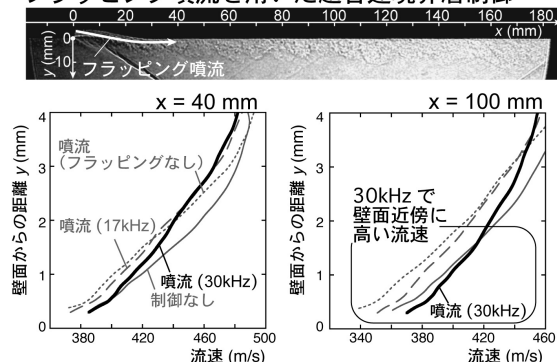 フラッピング噴流を用いた超音速境界層制御
0 20 40 60 80 100 120 140 160 180
x (mm)
0
10
y (mm)
フラッピング噴流
x = 40 mm
x = 100 mm
4
3
2
1
0
壁面からの距離 y (mm)
噴流
(フラッピングなし)
噴流 (17kHz)
噴流 (30kHz)
制御なし
380 420 460 500
流速 (m/s)
4
3
2
1
0
壁面からの距離 y (mm)
30kHz で
壁面近傍に
高い流速
噴流 (30kHz)
340 380 420 460
流速 (m/s)